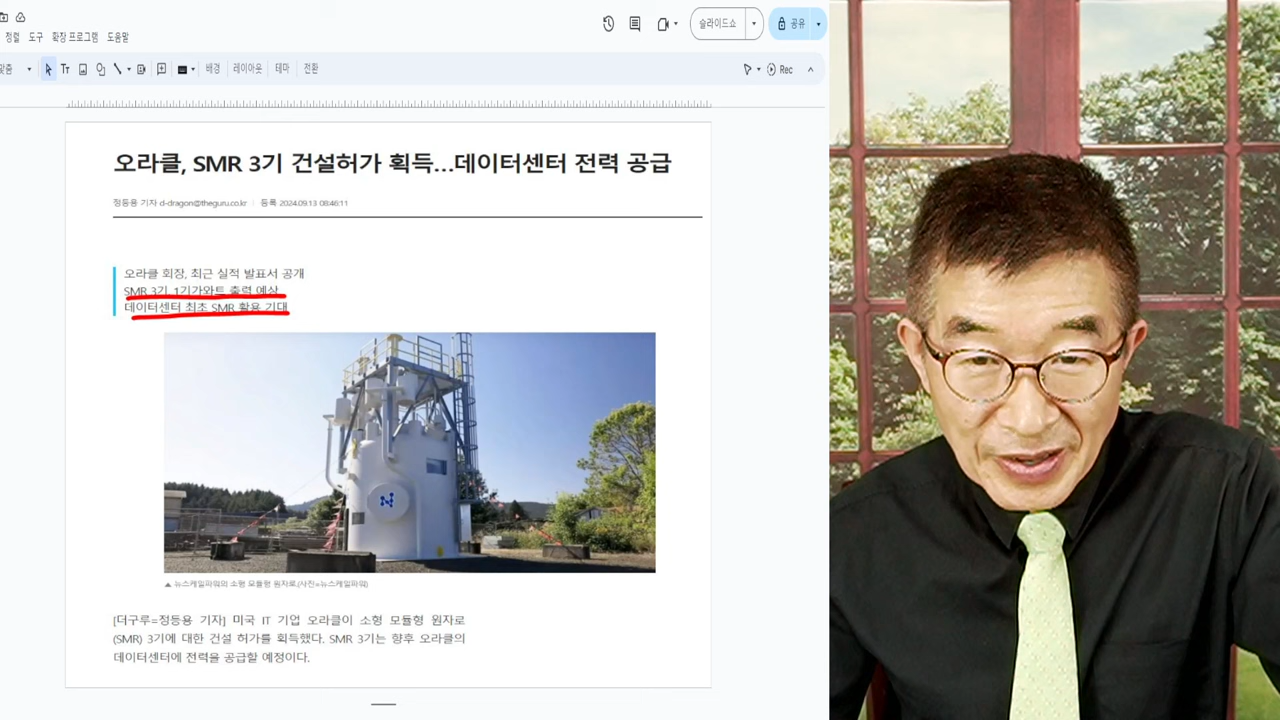 정렬 도구 확장 프로그램 도움말
슬라이드쇼
공유
맞춤
Tт
배경 레이아웃 테마 전환
Rec
오라클, SMR 3기 건설허가 획득…데이터센터 전력 공급
정등용 기자 d-dragon@theguru.co.kr | 등록 2024.09.13 08:46:11
오라클 회장, 최근 실적 발표서 공개
SMR 3기, 1기가와트 출력 예상
데이터센터 최초 SMR 활용 기대
▲ 뉴스케일파워의 소형 모듈형 원자로.(사진=뉴스케일파워)
[더구루=정등용 기자] 미국 IT 기업 오라클이 소형 모듈형 원자로
(SMR) 3기에 대한 건설 허가를 획득했다. SMR 3기는 향후 오라클의
데이터센터에 전력을 공급할 예정이다.